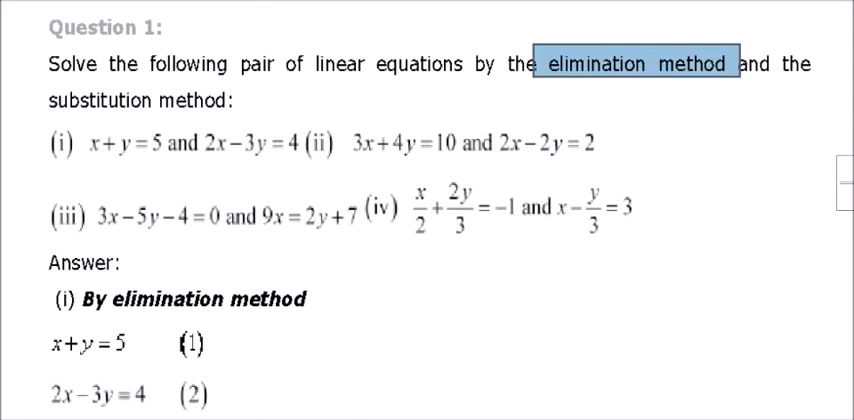 Question 1:
Solve the following pair of linear equations by the elimination method and the
substitution method:
(i) x+y=5 and 2x−3y=4 (ii) 3x+4y=10 and 2x−2y=2
(iii) 3x−5y−4=0 and 9x=2y+7 (iv) x/2+2y/3=−1 and x−y/3=3
Answer:
(i) By elimination method
x+y=5 (1)
2x−3y=4 (2)